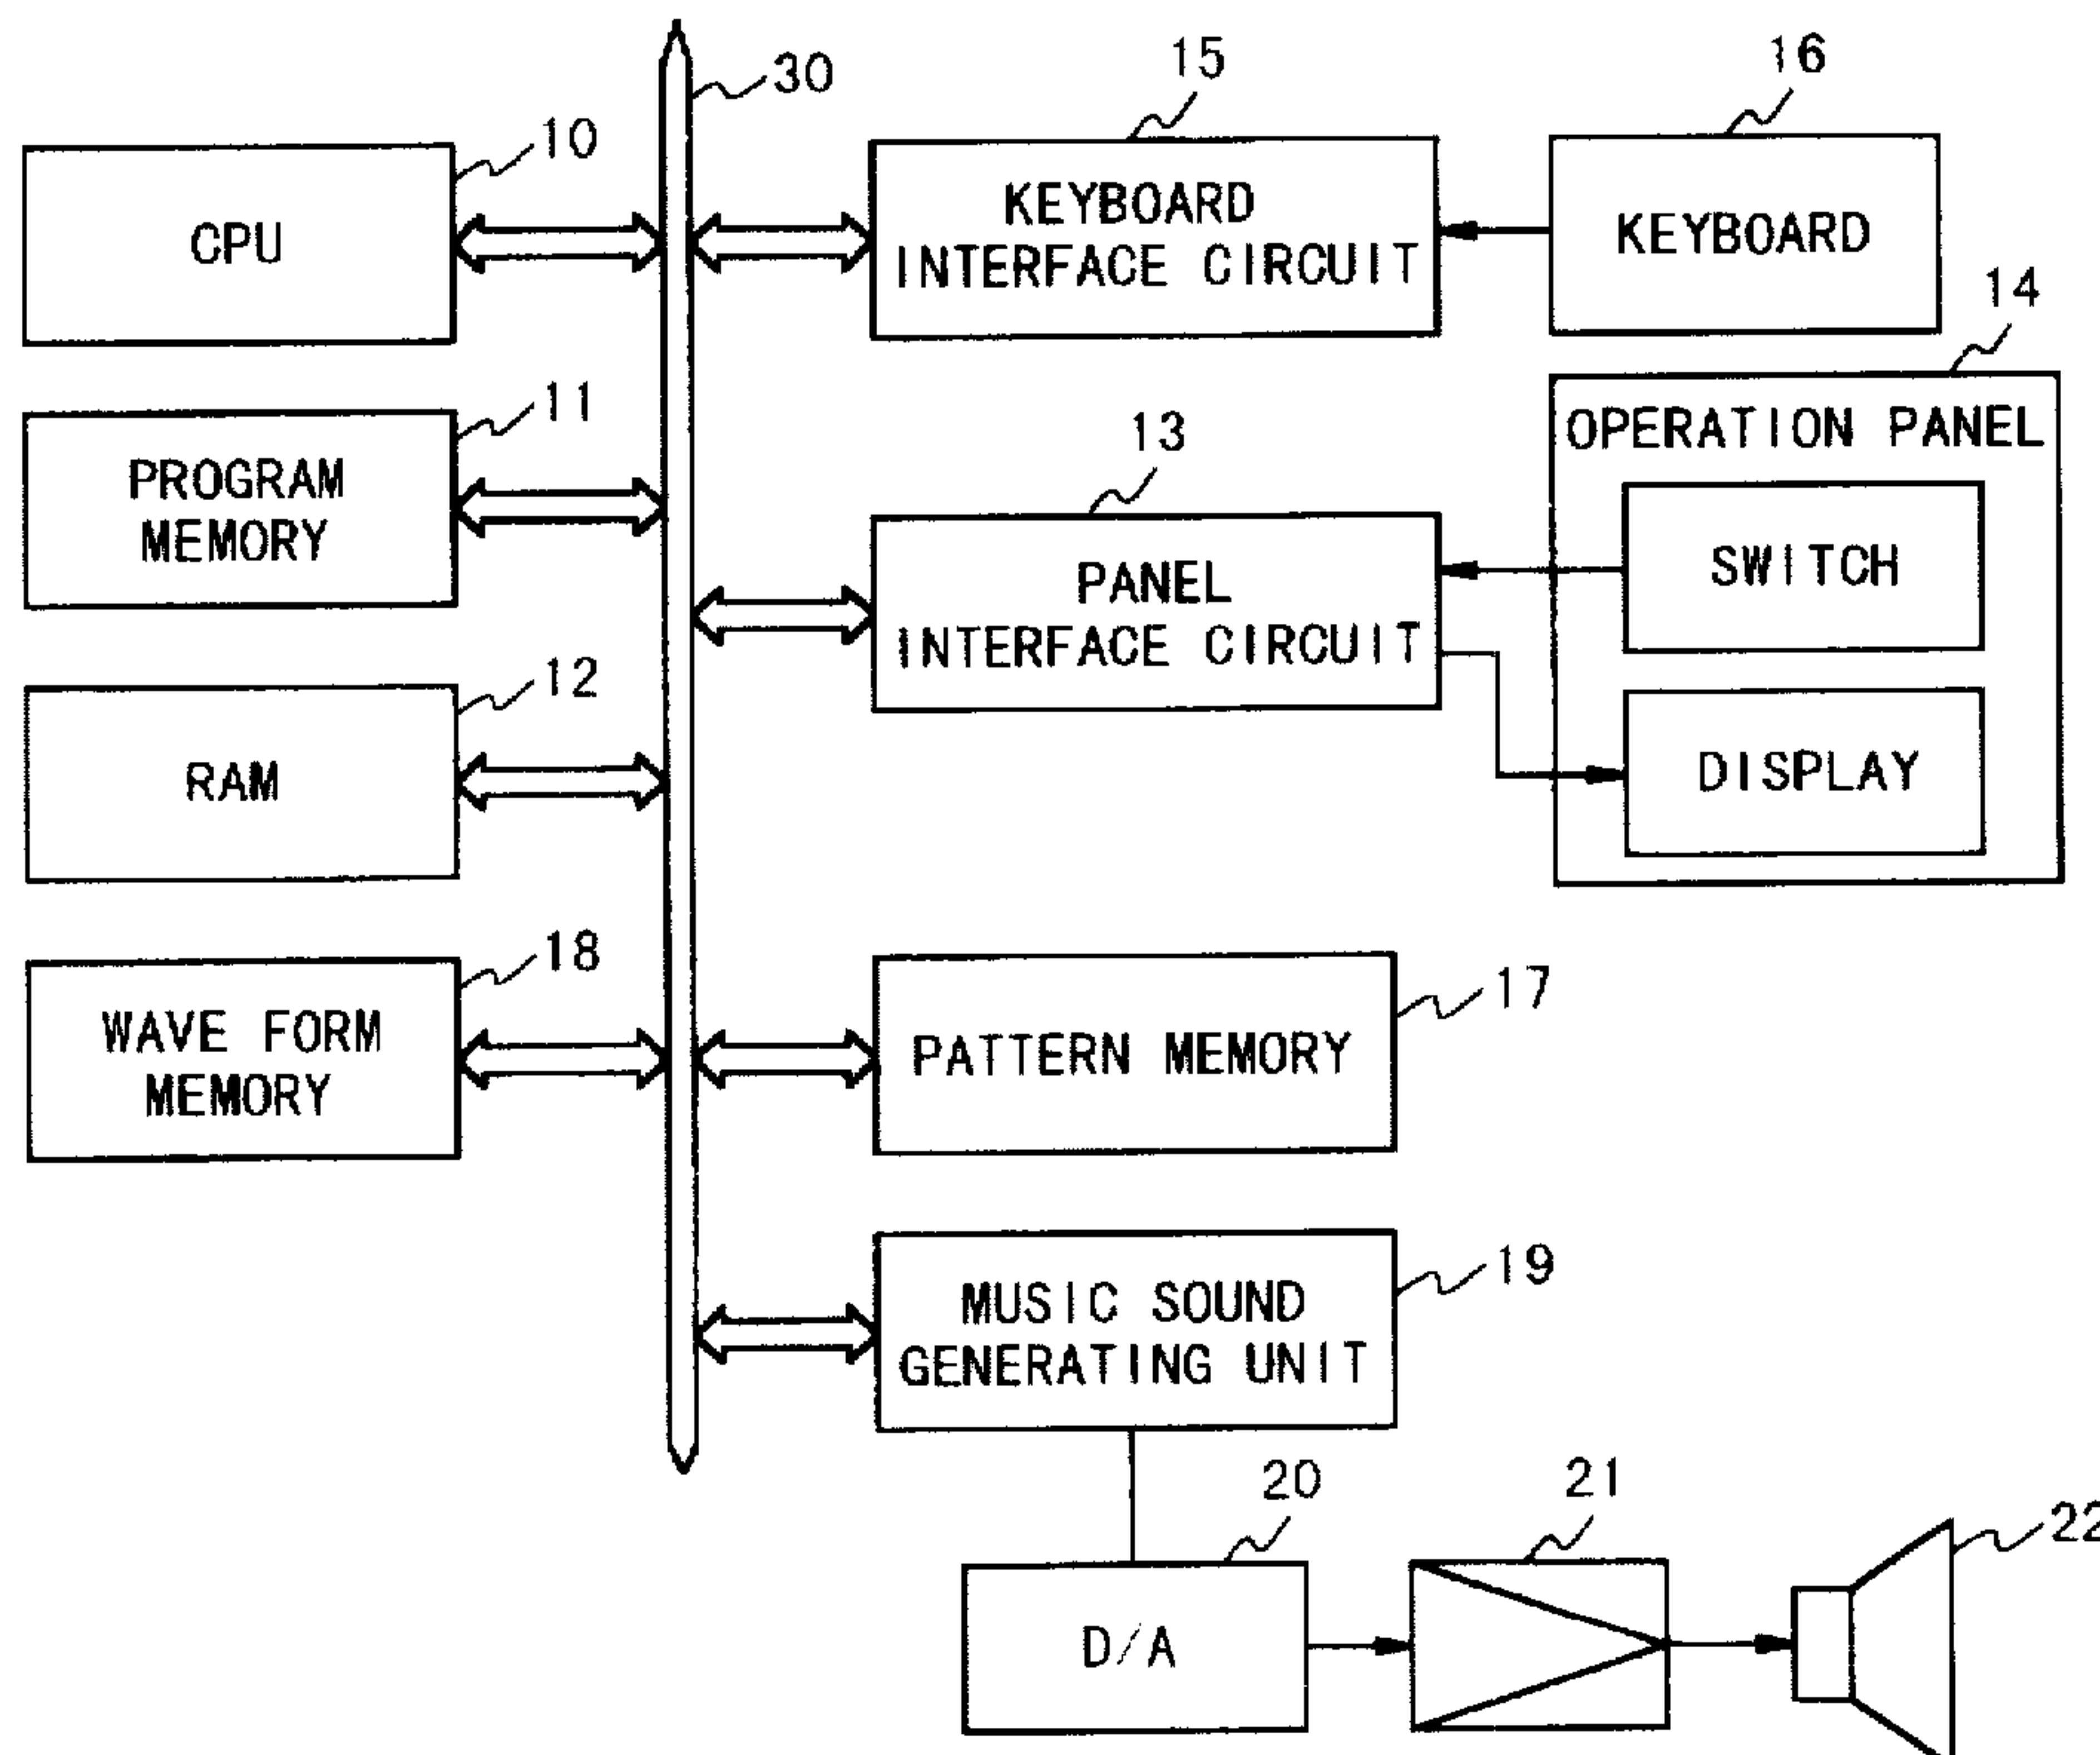 30
15
16
10
CPU
KEYBOARD
INTERFACE CIRCUIT
KEYBOARD
14
11
PROGRAM
MEMORY
13
PANEL
INTERFACE CIRCUIT
OPERATION PANEL
SWITCH
DISPLAY
12
RAM
18
WAVE FORM
MEMORY
17
PATTERN MEMORY
19
MUSIC SOUND
GENERATING UNIT
20
D/A
21
22